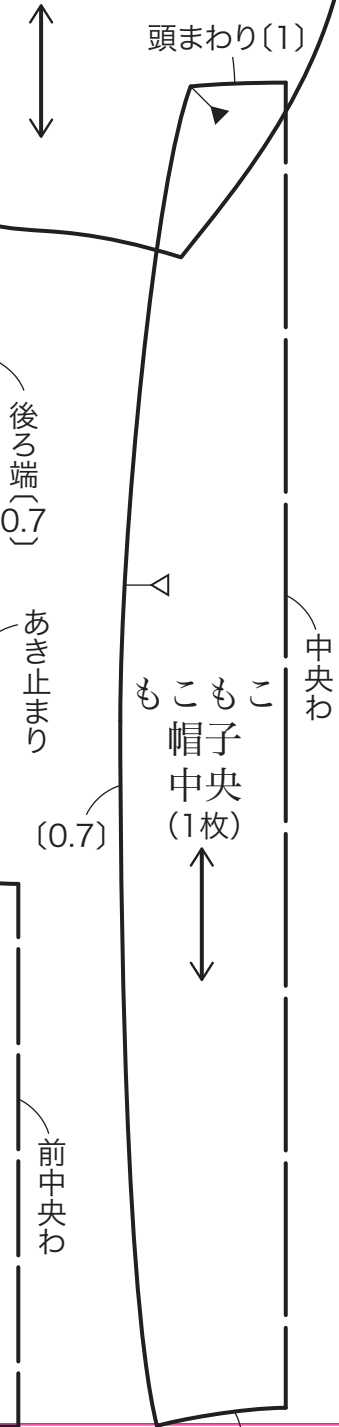 頭まわり〔1〕
後ろ端〔0.7〕
あき止まり
中央わ
もこもこ
帽子
中央
(1枚)
〔0.7〕
前中央わ